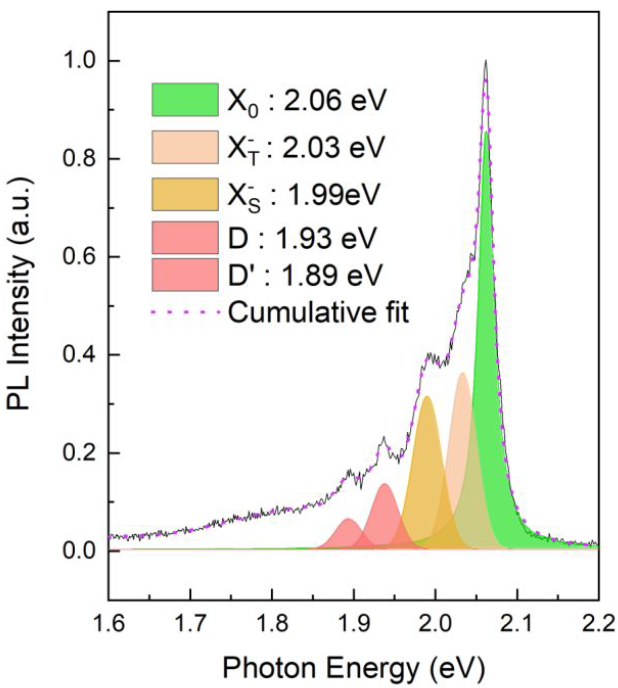 1.0
0.8
0.6
0.4
0.2
0.0
PL Intensity (a.u.)
X₀ : 2.06 eV
X⁻T : 2.03 eV
X⁻S : 1.99eV
D : 1.93 eV
D' : 1.89 eV
Cumulative fit
1.6 1.7 1.8 1.9 2.0 2.1 2.2
Photon Energy (eV)